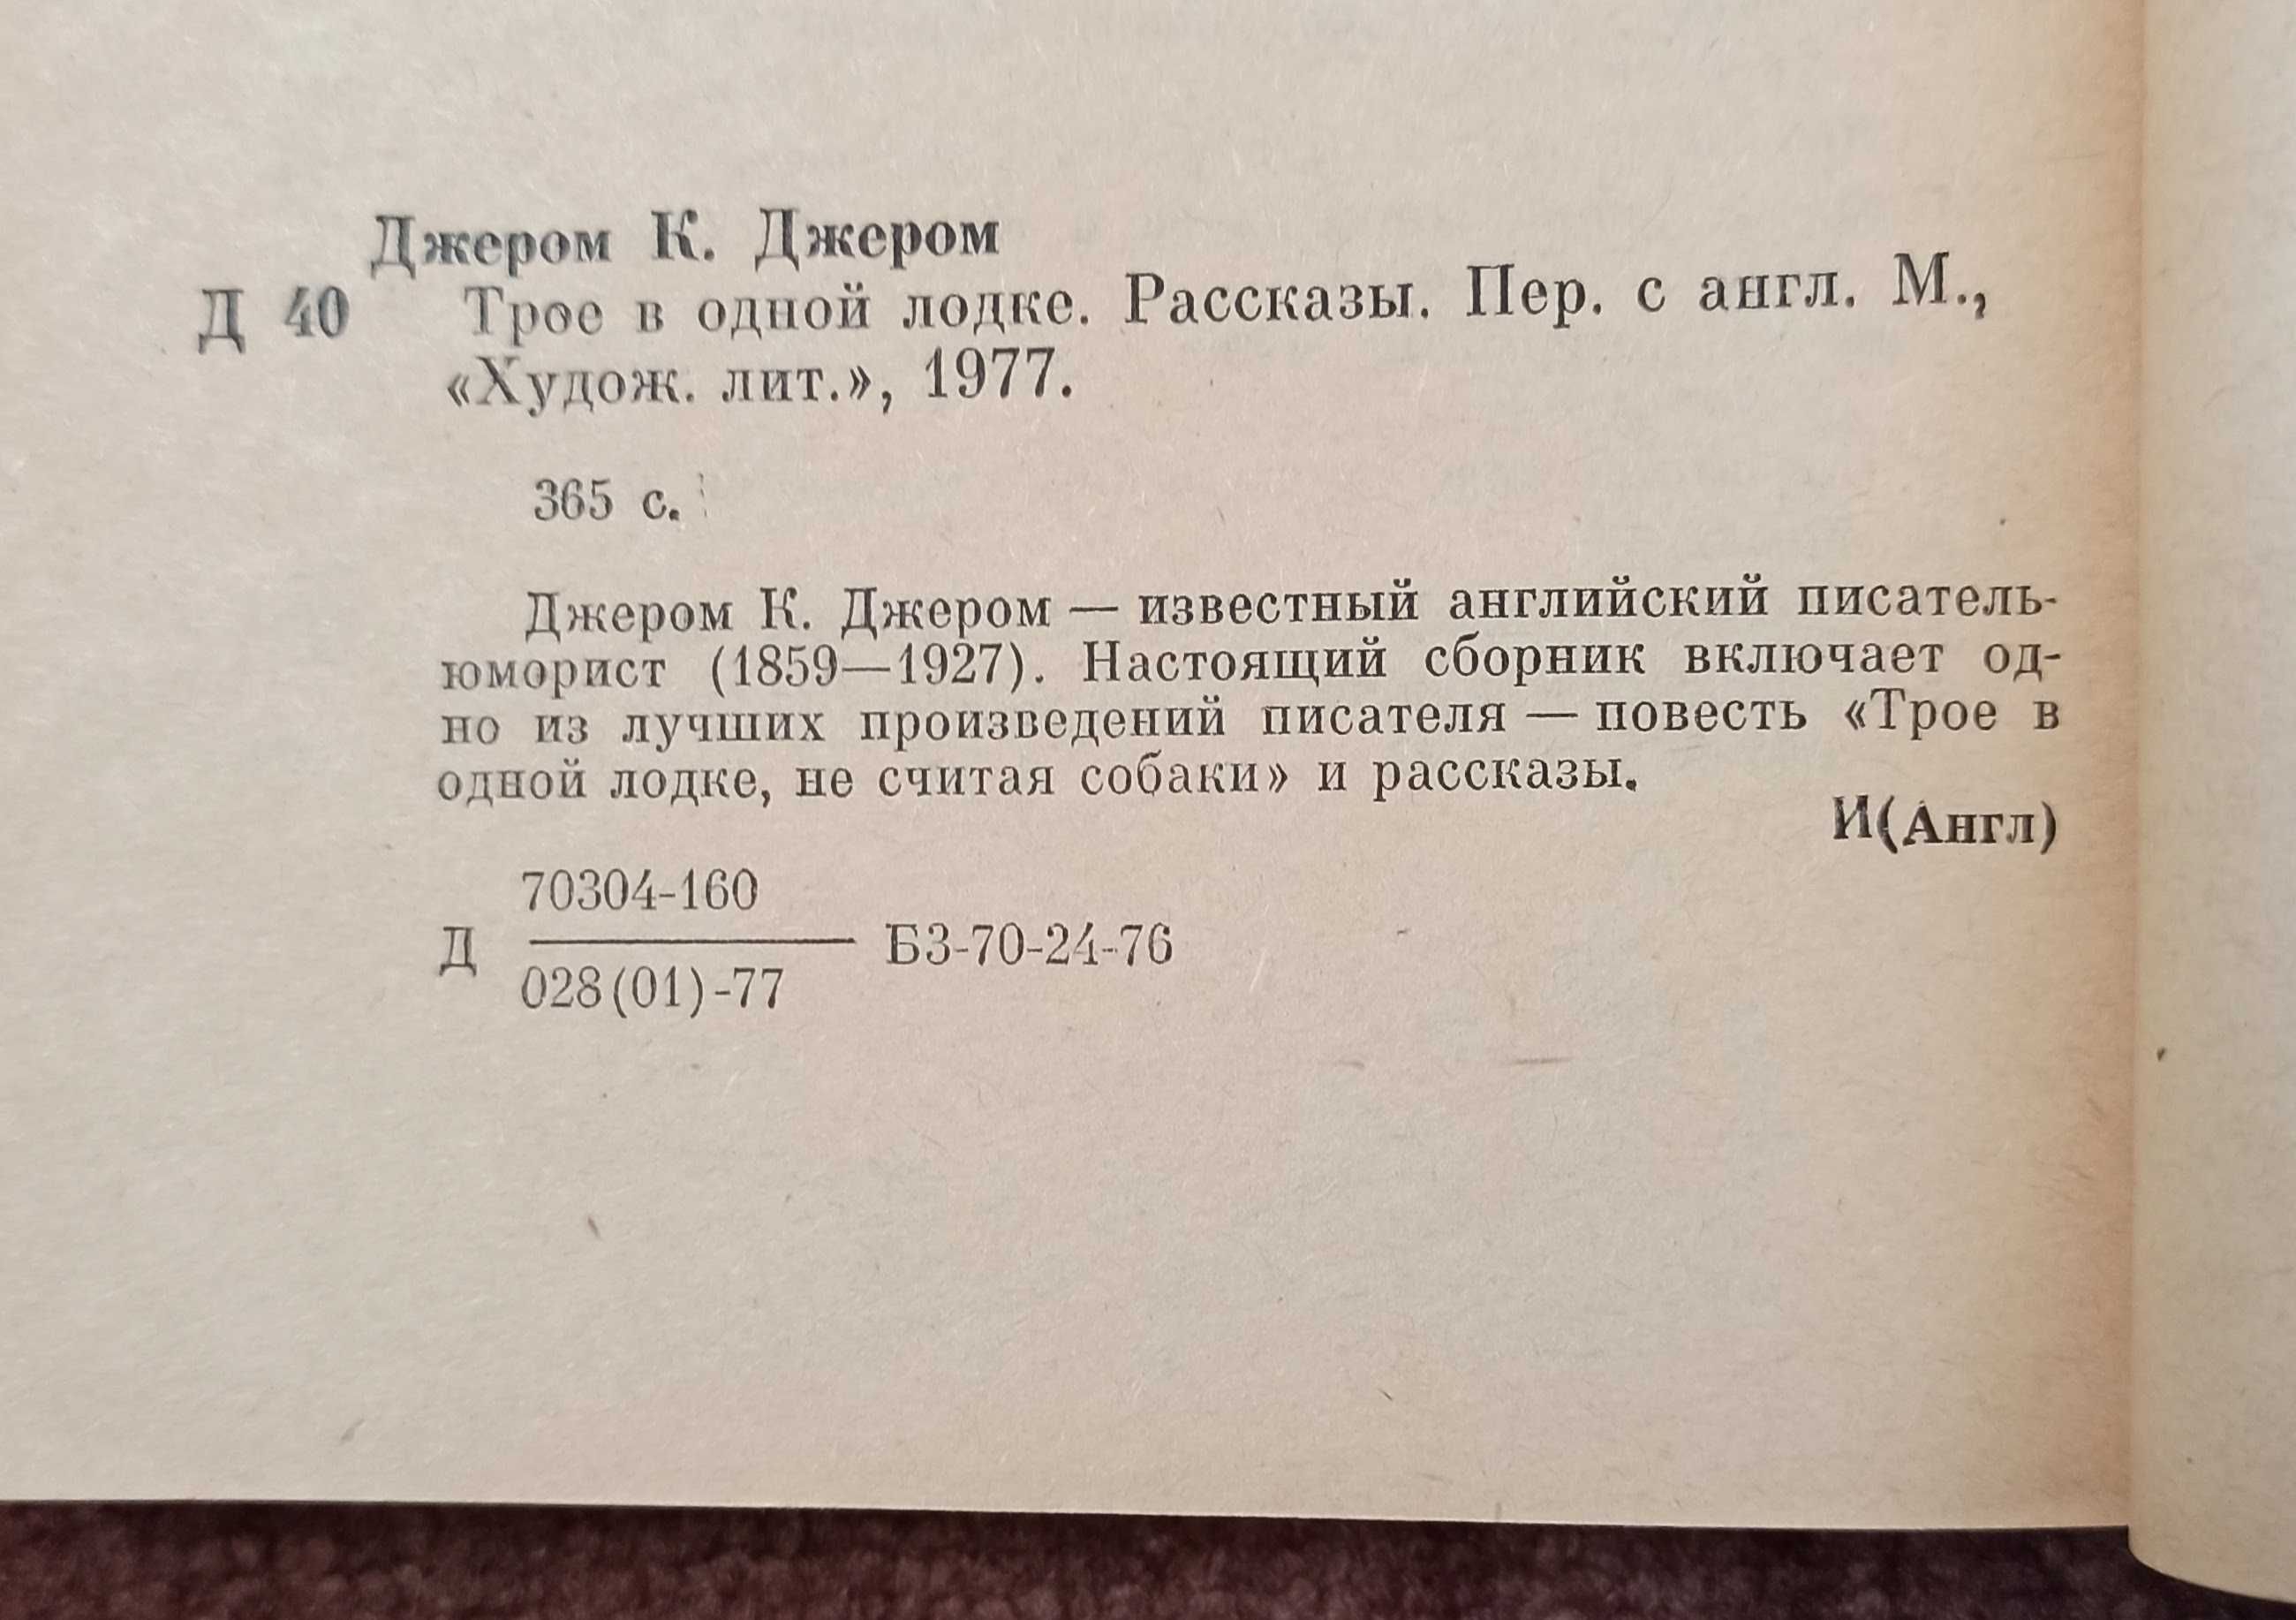 Джером К. Джером
Д 40 Трое в одной лодке. Рассказы. Пер. с англ. М.,
«Худож. лит.», 1977.
365 с.
Джером К. Джером — известный английский писатель-
юморист (1859—1927). Настоящий сборник включает од-
но из лучших произведений писателя — повесть «Трое в
одной лодке, не считая собаки» и рассказы.
И(Англ)
70304-160
Д БЗ-70-24-76
028(01)-77